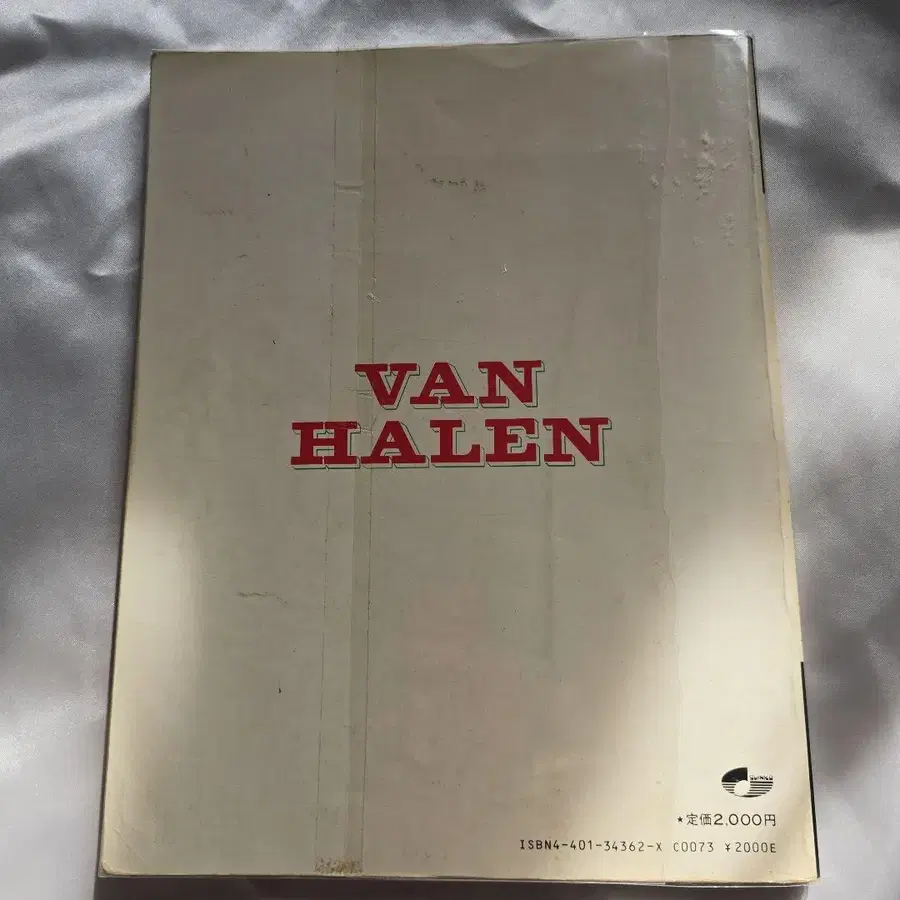 VAN
HALEN
★定価2,000円
ISBN4-401-34362-X C0073 ¥2000E